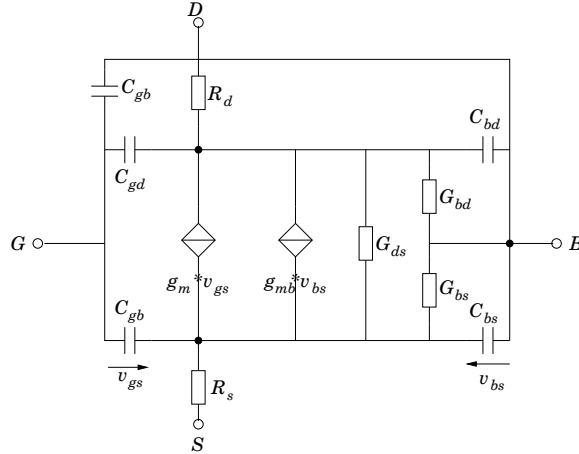 D
C_gb
R_d
C_bd
C_gd
G_bd
G
G_ds
B
g_m*v_gs
g_mb*v_bs
G_bs
C_gb
C_bs
v_gs
R_s
v_bs
S